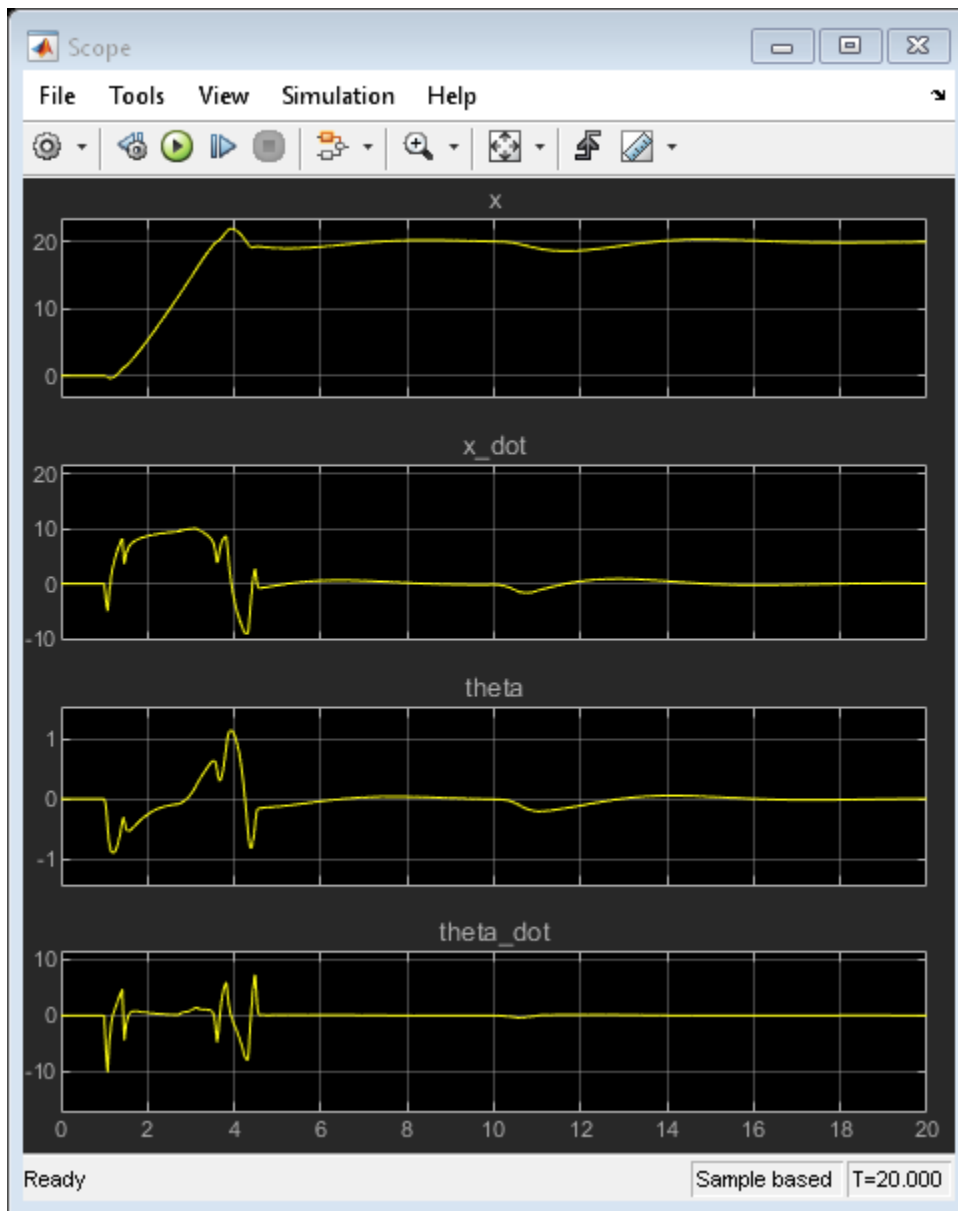 Scope
File Tools View Simulation Help
x
20
10
0
x_dot
20
10
0
-10
theta
1
0
-1
theta_dot
10
0
-10
0 2 4 6 8 10 12 14 16 18 20
Ready Sample based T=20.000